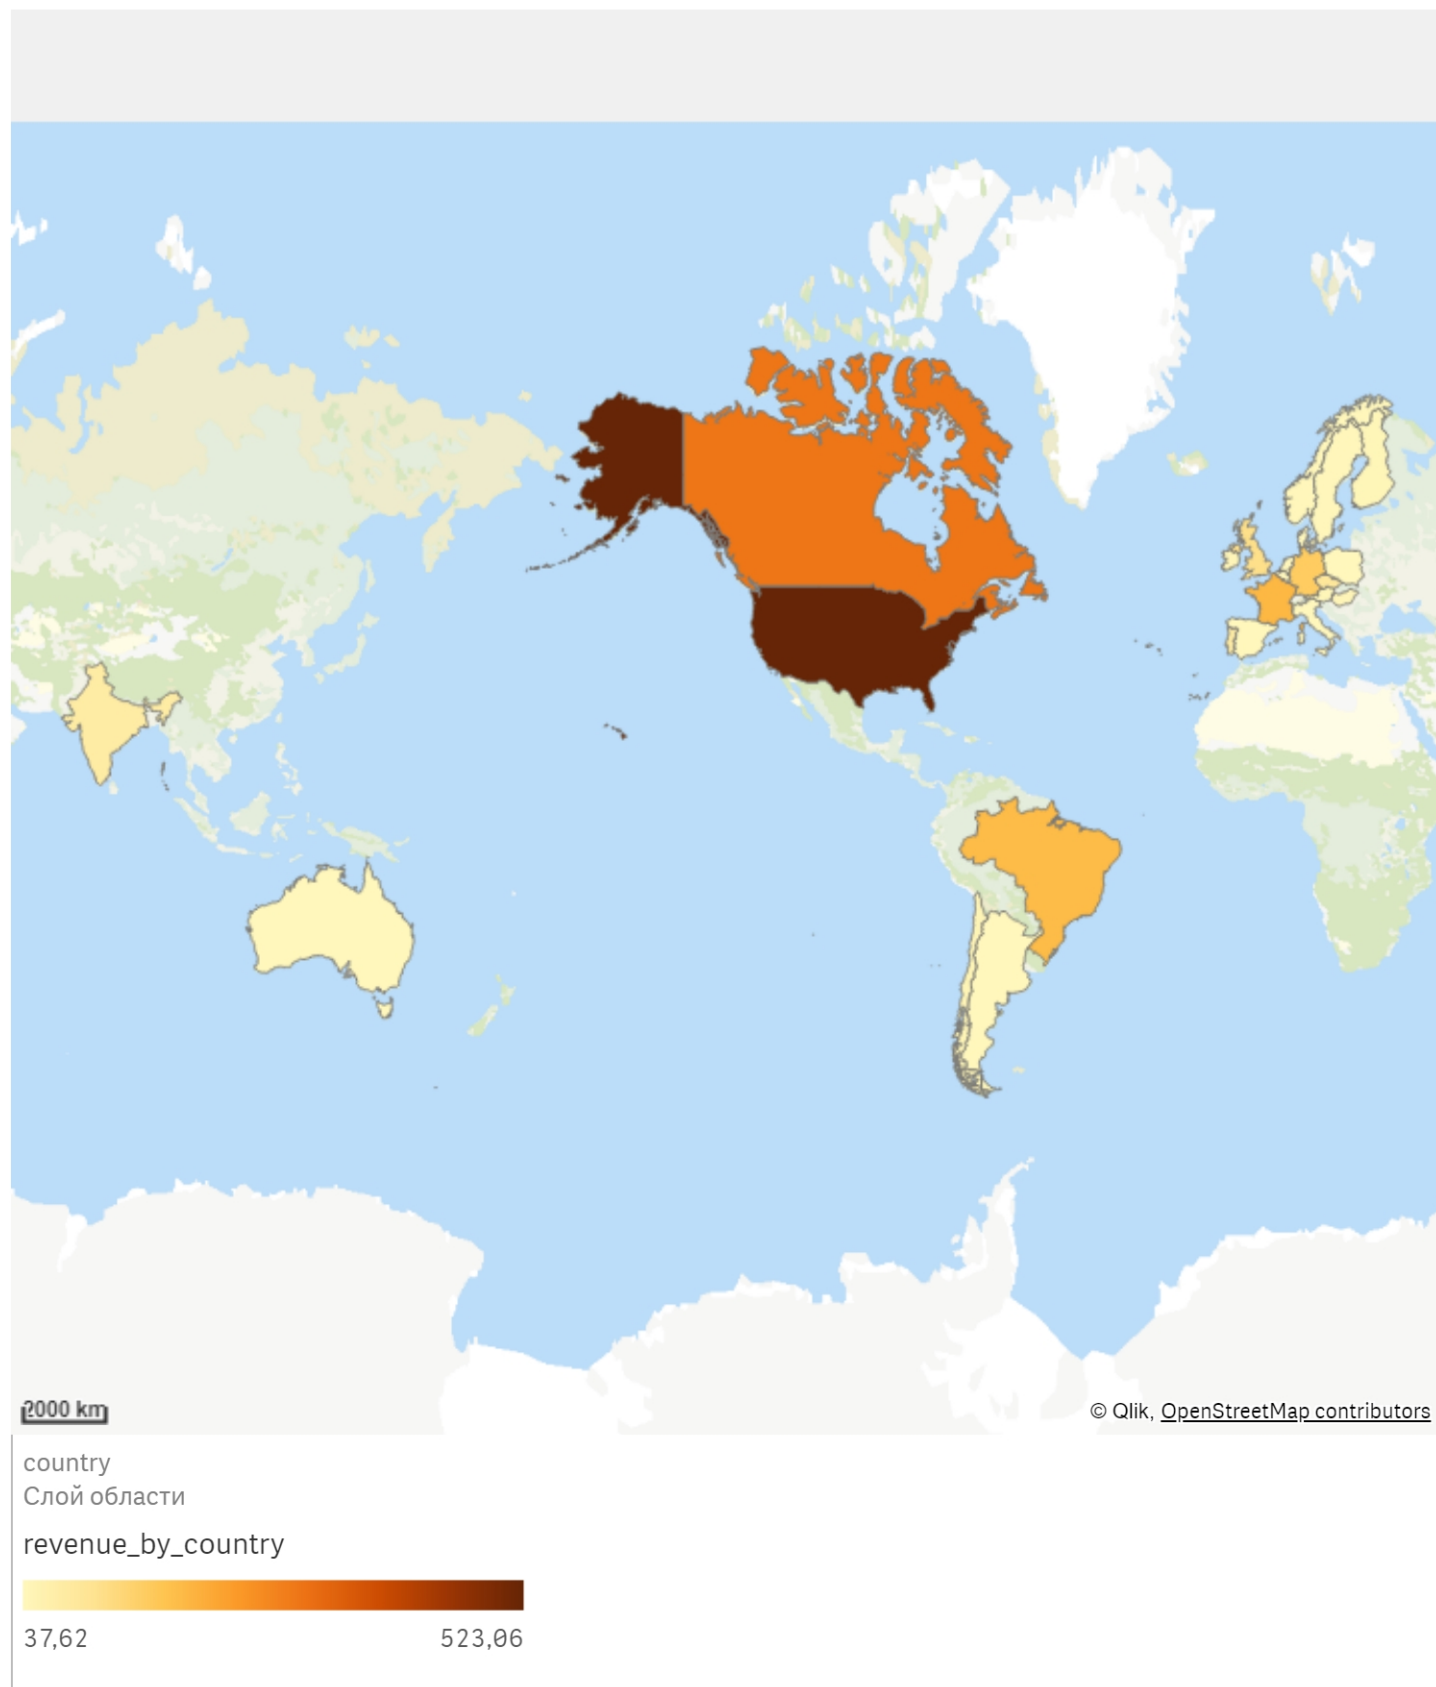 2000 km
© Qlik, OpenStreetMap contributors
country
Слой области
revenue_by_country
37,62 523,06